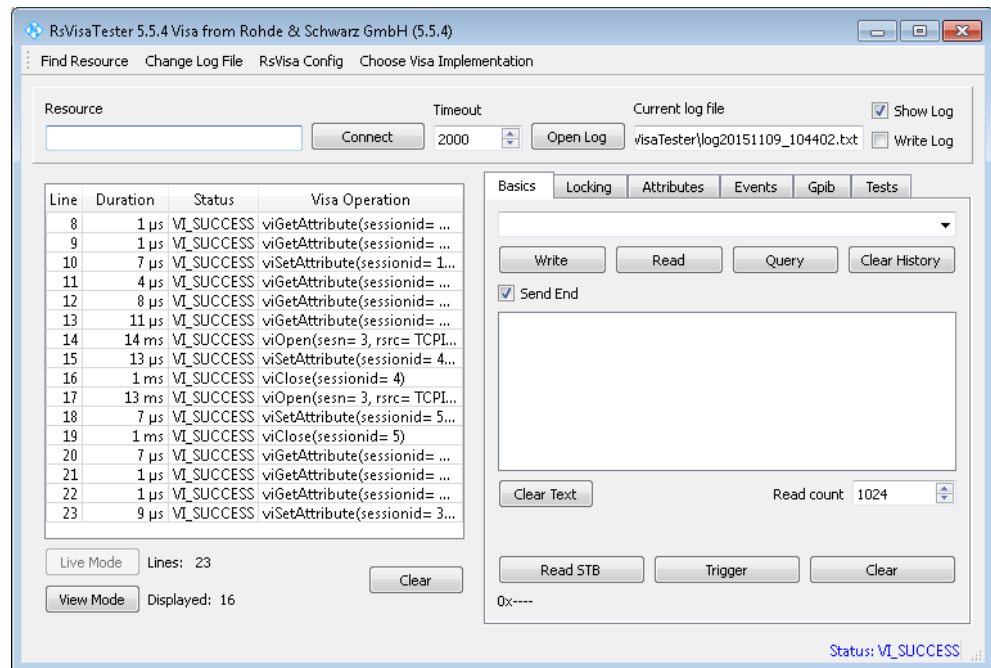 RsVisaTester 5.5.4 Visa from Rohde & Schwarz GmbH (5.5.4)
Find Resource Change Log File RsVisa Config Choose Visa Implementation
Resource Timeout Current log file Show Log
Connect 2000 Open Log VisaTester\log20151109_104402.txt Write Log
Basics Locking Attributes Events Gpib Tests
Line Duration Status Visa Operation
8 1 µs VI_SUCCESS viGetAttribute(sessionid= ...
9 1 µs VI_SUCCESS viGetAttribute(sessionid= ...
10 7 µs VI_SUCCESS viSetAttribute(sessionid= 1...
11 4 µs VI_SUCCESS viGetAttribute(sessionid= ...
12 8 µs VI_SUCCESS viGetAttribute(sessionid= ...
13 11 µs VI_SUCCESS viGetAttribute(sessionid= ...
14 14 ms VI_SUCCESS viOpen(sesn= 3, rsrc= TCPI...
15 13 µs VI_SUCCESS viSetAttribute(sessionid= 4...
16 1 ms VI_SUCCESS viClose(sessionid= 4)
17 13 ms VI_SUCCESS viOpen(sesn= 3, rsrc= TCPI...
18 7 µs VI_SUCCESS viSetAttribute(sessionid= 5...
19 1 ms VI_SUCCESS viClose(sessionid= 5)
20 7 µs VI_SUCCESS viGetAttribute(sessionid= ...
21 1 µs VI_SUCCESS viGetAttribute(sessionid= ...
22 1 µs VI_SUCCESS viGetAttribute(sessionid= ...
23 9 µs VI_SUCCESS viSetAttribute(sessionid= 3...
Write Read Query Clear History
Send End
Clear Text Read count 1024
Live Mode Lines: 23
Clear
View Mode Displayed: 16
Read STB Trigger Clear
0x----
Status: VI_SUCCESS